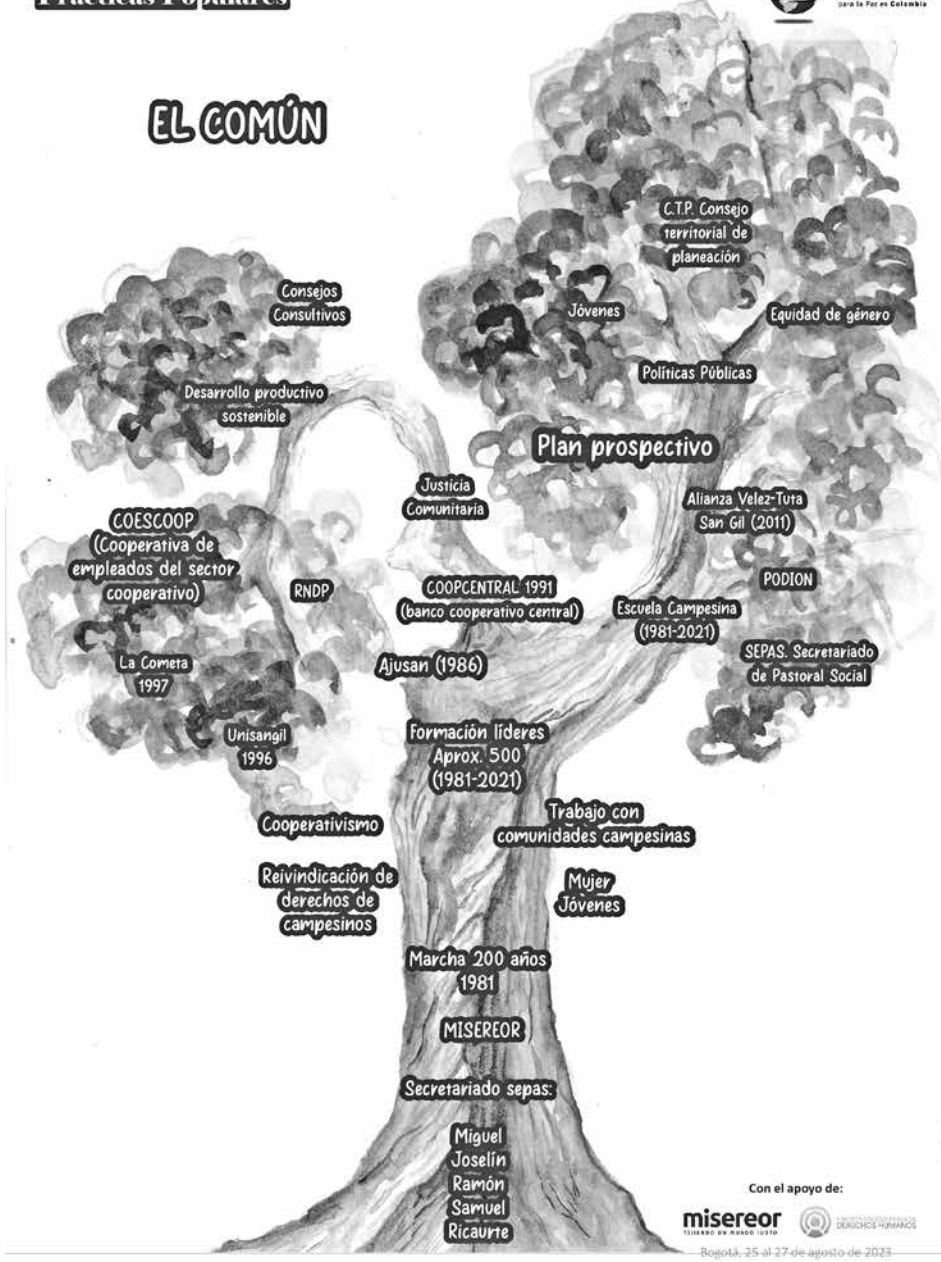 Prácticas Populares
para la Paz en Colombia
EL COMÚN
C.T.P. Consejo
territorial de
planeación
Consejos
Consultivos
Jóvenes
Equidad de género
Políticas Públicas
Desarrollo productivo
sostenible
Plan prospectivo
Justicia
Comunitaria
Alianza Velez-Tuta
San Gil (2011)
COESCOOP
(Cooperativa de
empleados del sector
cooperativo)
RNDP
COOPCENTRAL 1991
(banco cooperativo central)
PODION
Escuela Campesina
(1981-2021)
La Cometa
1997
Ajusan (1986)
SEPAS. Secretariado
de Pastoral Social
Unisangil
1996
Formación líderes
Aprox. 500
(1981-2021)
Cooperativismo
Trabajo con
comunidades campesinas
Reivindicación de
derechos de
campesinos
Mujer
Jóvenes
Marcha 200 años
1981
MISEREOR
Secretariado sepas:
Miguel
Joselín
Ramón
Samuel
Ricaurte
Con el apoyo de:
misereor
DERECHOS HUMANOS
Bogotá, 25 al 27 de agosto de 2023